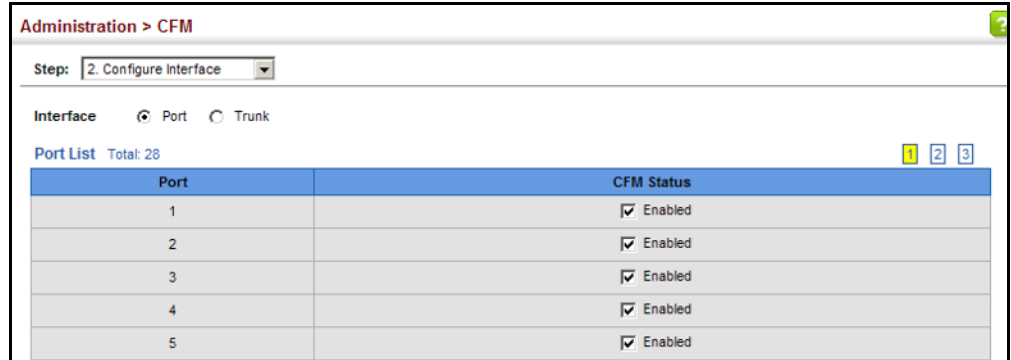 Administration > CFM
?
Step: 2. Configure Interface
Interface Port Trunk
Port List Total: 28 1 2 3
Port CFM Status
1 Enabled
2 Enabled
3 Enabled
4 Enabled
5 Enabled